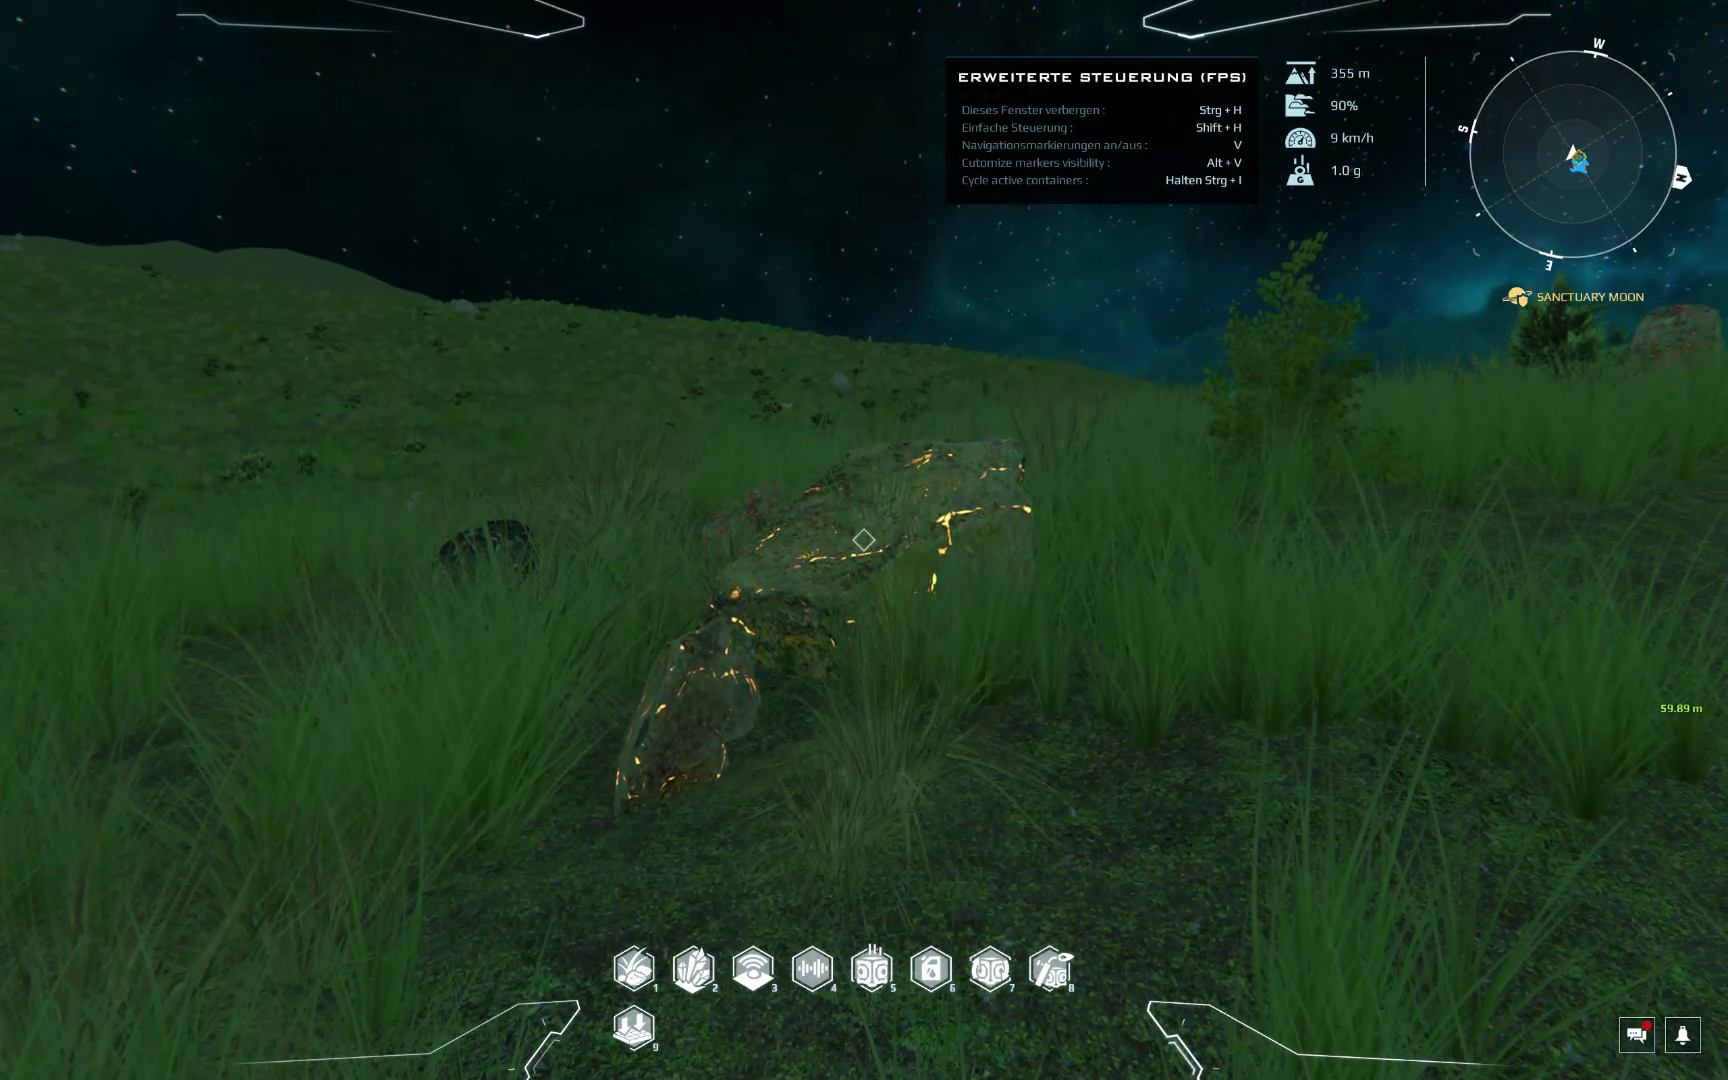 ERWEITERTE STEUERUNG (FPS)
Dieses Fenster verbergen : Strg + H
Einfache Steuerung : Shift + H
Navigationsmarkierungen an/aus : V
Cutomize markers visibility : Alt + V
Cycle active containers : Halten Strg + I
355 m
90%
9 km/h
G 1.0 g
W
S
N
E
SANCTUARY MOON
59.89 m
1 2 3 4 5 6 7 8
9